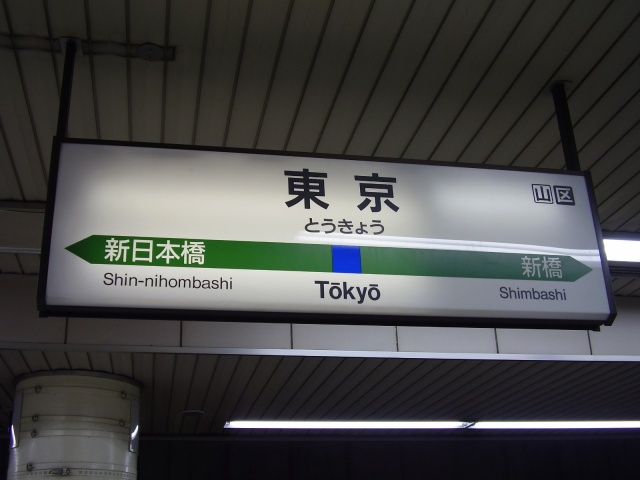 東京
山区
とうきょう
新日本橋
新橋
Shin-nihombashi
Tōkyō
Shimbashi